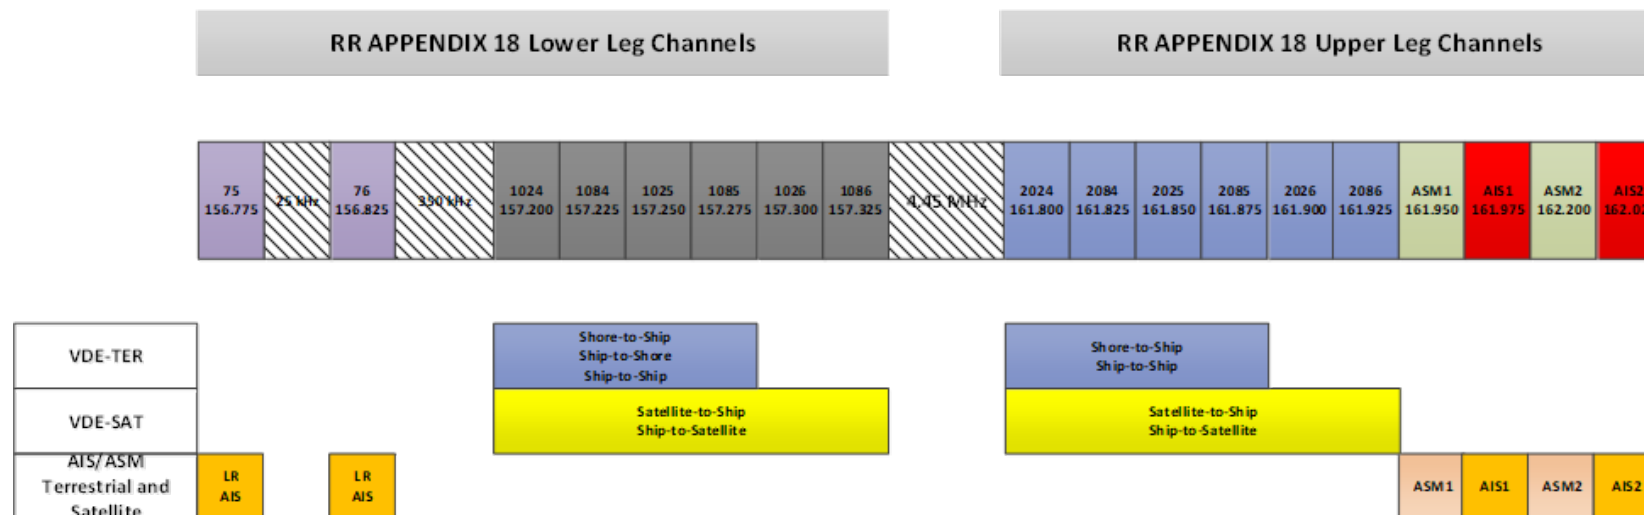 RR APPENDIX 18 Lower Leg Channels
RR APPENDIX 18 Upper Leg Channels
75
156.775
25 kHz
76
156.825
350 kHz
1024
157.200
1084
157.225
1025
157.250
1085
157.275
1026
157.300
1086
157.325
4.45 MHz
2024
161.800
2084
161.825
2025
161.850
2085
161.875
2026
161.900
2086
161.925
ASM1
161.950
AIS1
161.975
ASM2
162.200
AIS2
VDE-TER
Shore-to-Ship
Ship-to-Shore
Ship-to-Ship
Shore-to-Ship
Ship-to-Ship
VDE-SAT
Satellite-to-Ship
Ship-to-Satellite
Satellite-to-Ship
Ship-to-Satellite
AIS/ASM
Terrestrial and
Satellite
LR
AIS
LR
AIS
ASM1
AIS1
ASM2
AIS2